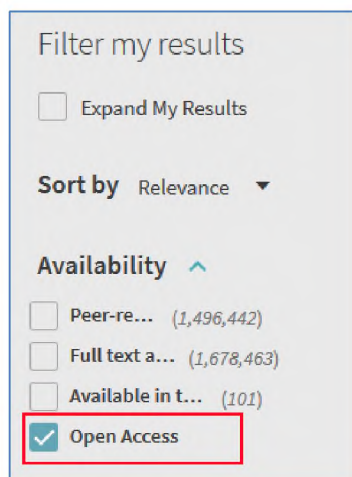 Filter my results
Expand My Results
Sort by Relevance
Availability
Peer-re... (1,496,442)
Full text a... (1,678,463)
Available in t... (101)
Open Access